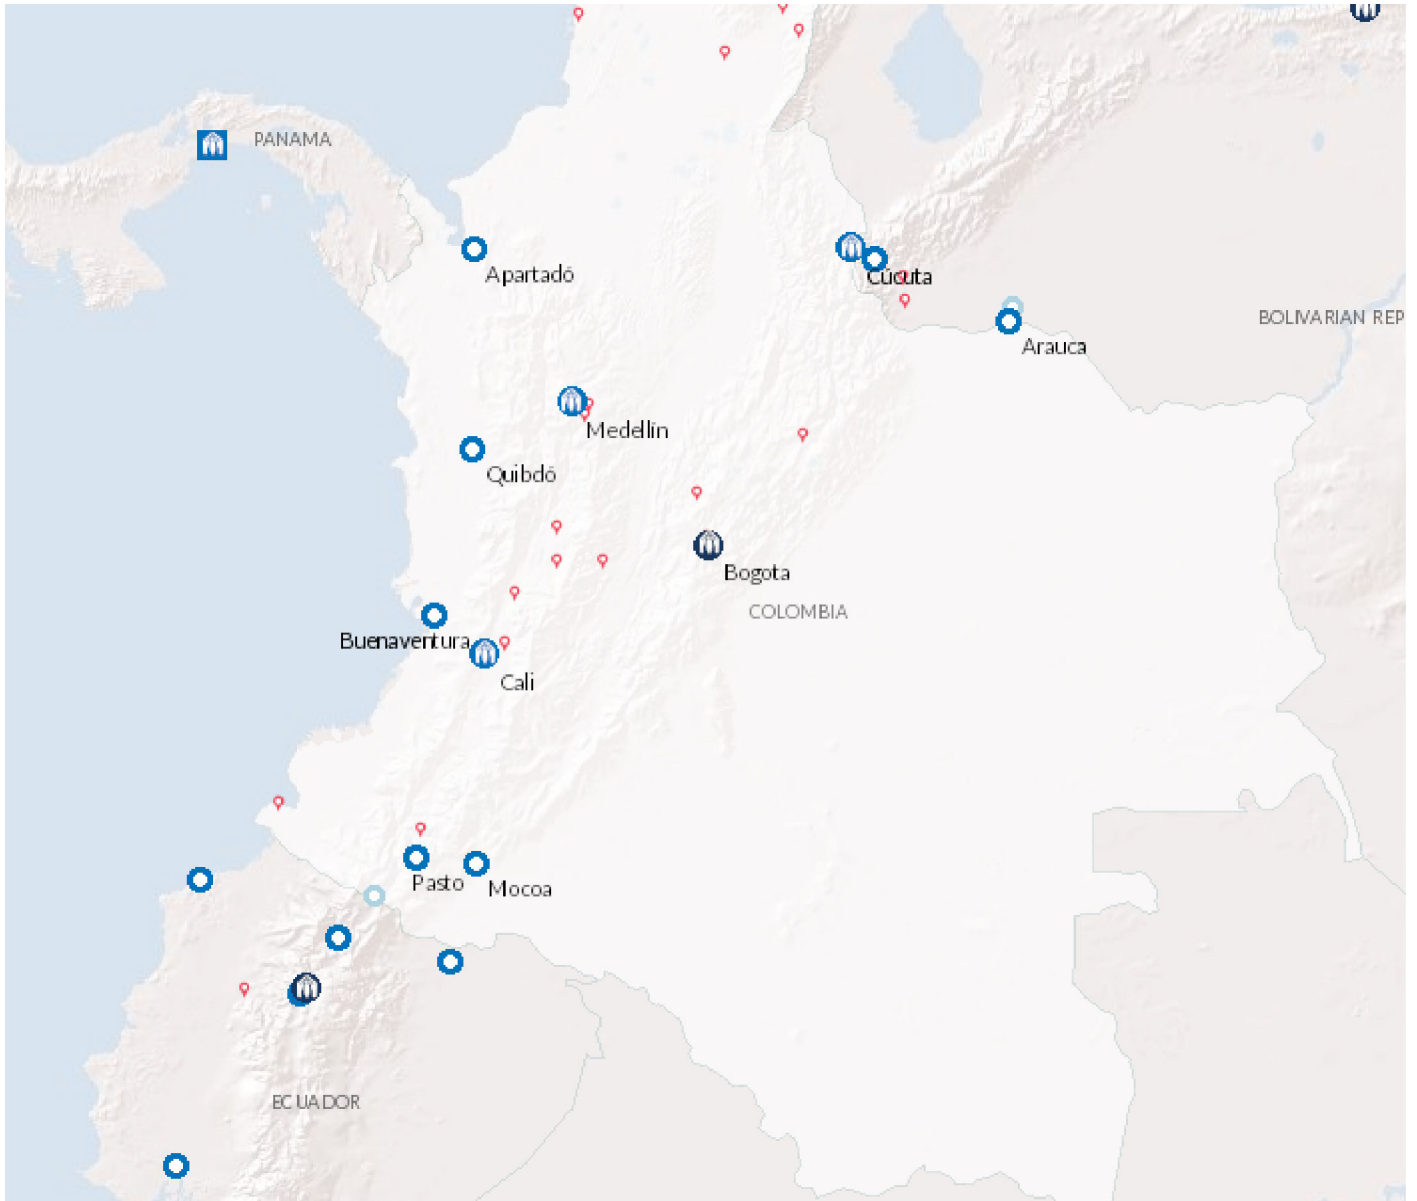 PANAMA
Apartadó
Cúcuta
BOLIVARIAN REP
Arauca
Medellín
Quibdó
Bogota
COLOMBIA
Buenaventura
Cali
Pasto
Mocoa
ECUADOR